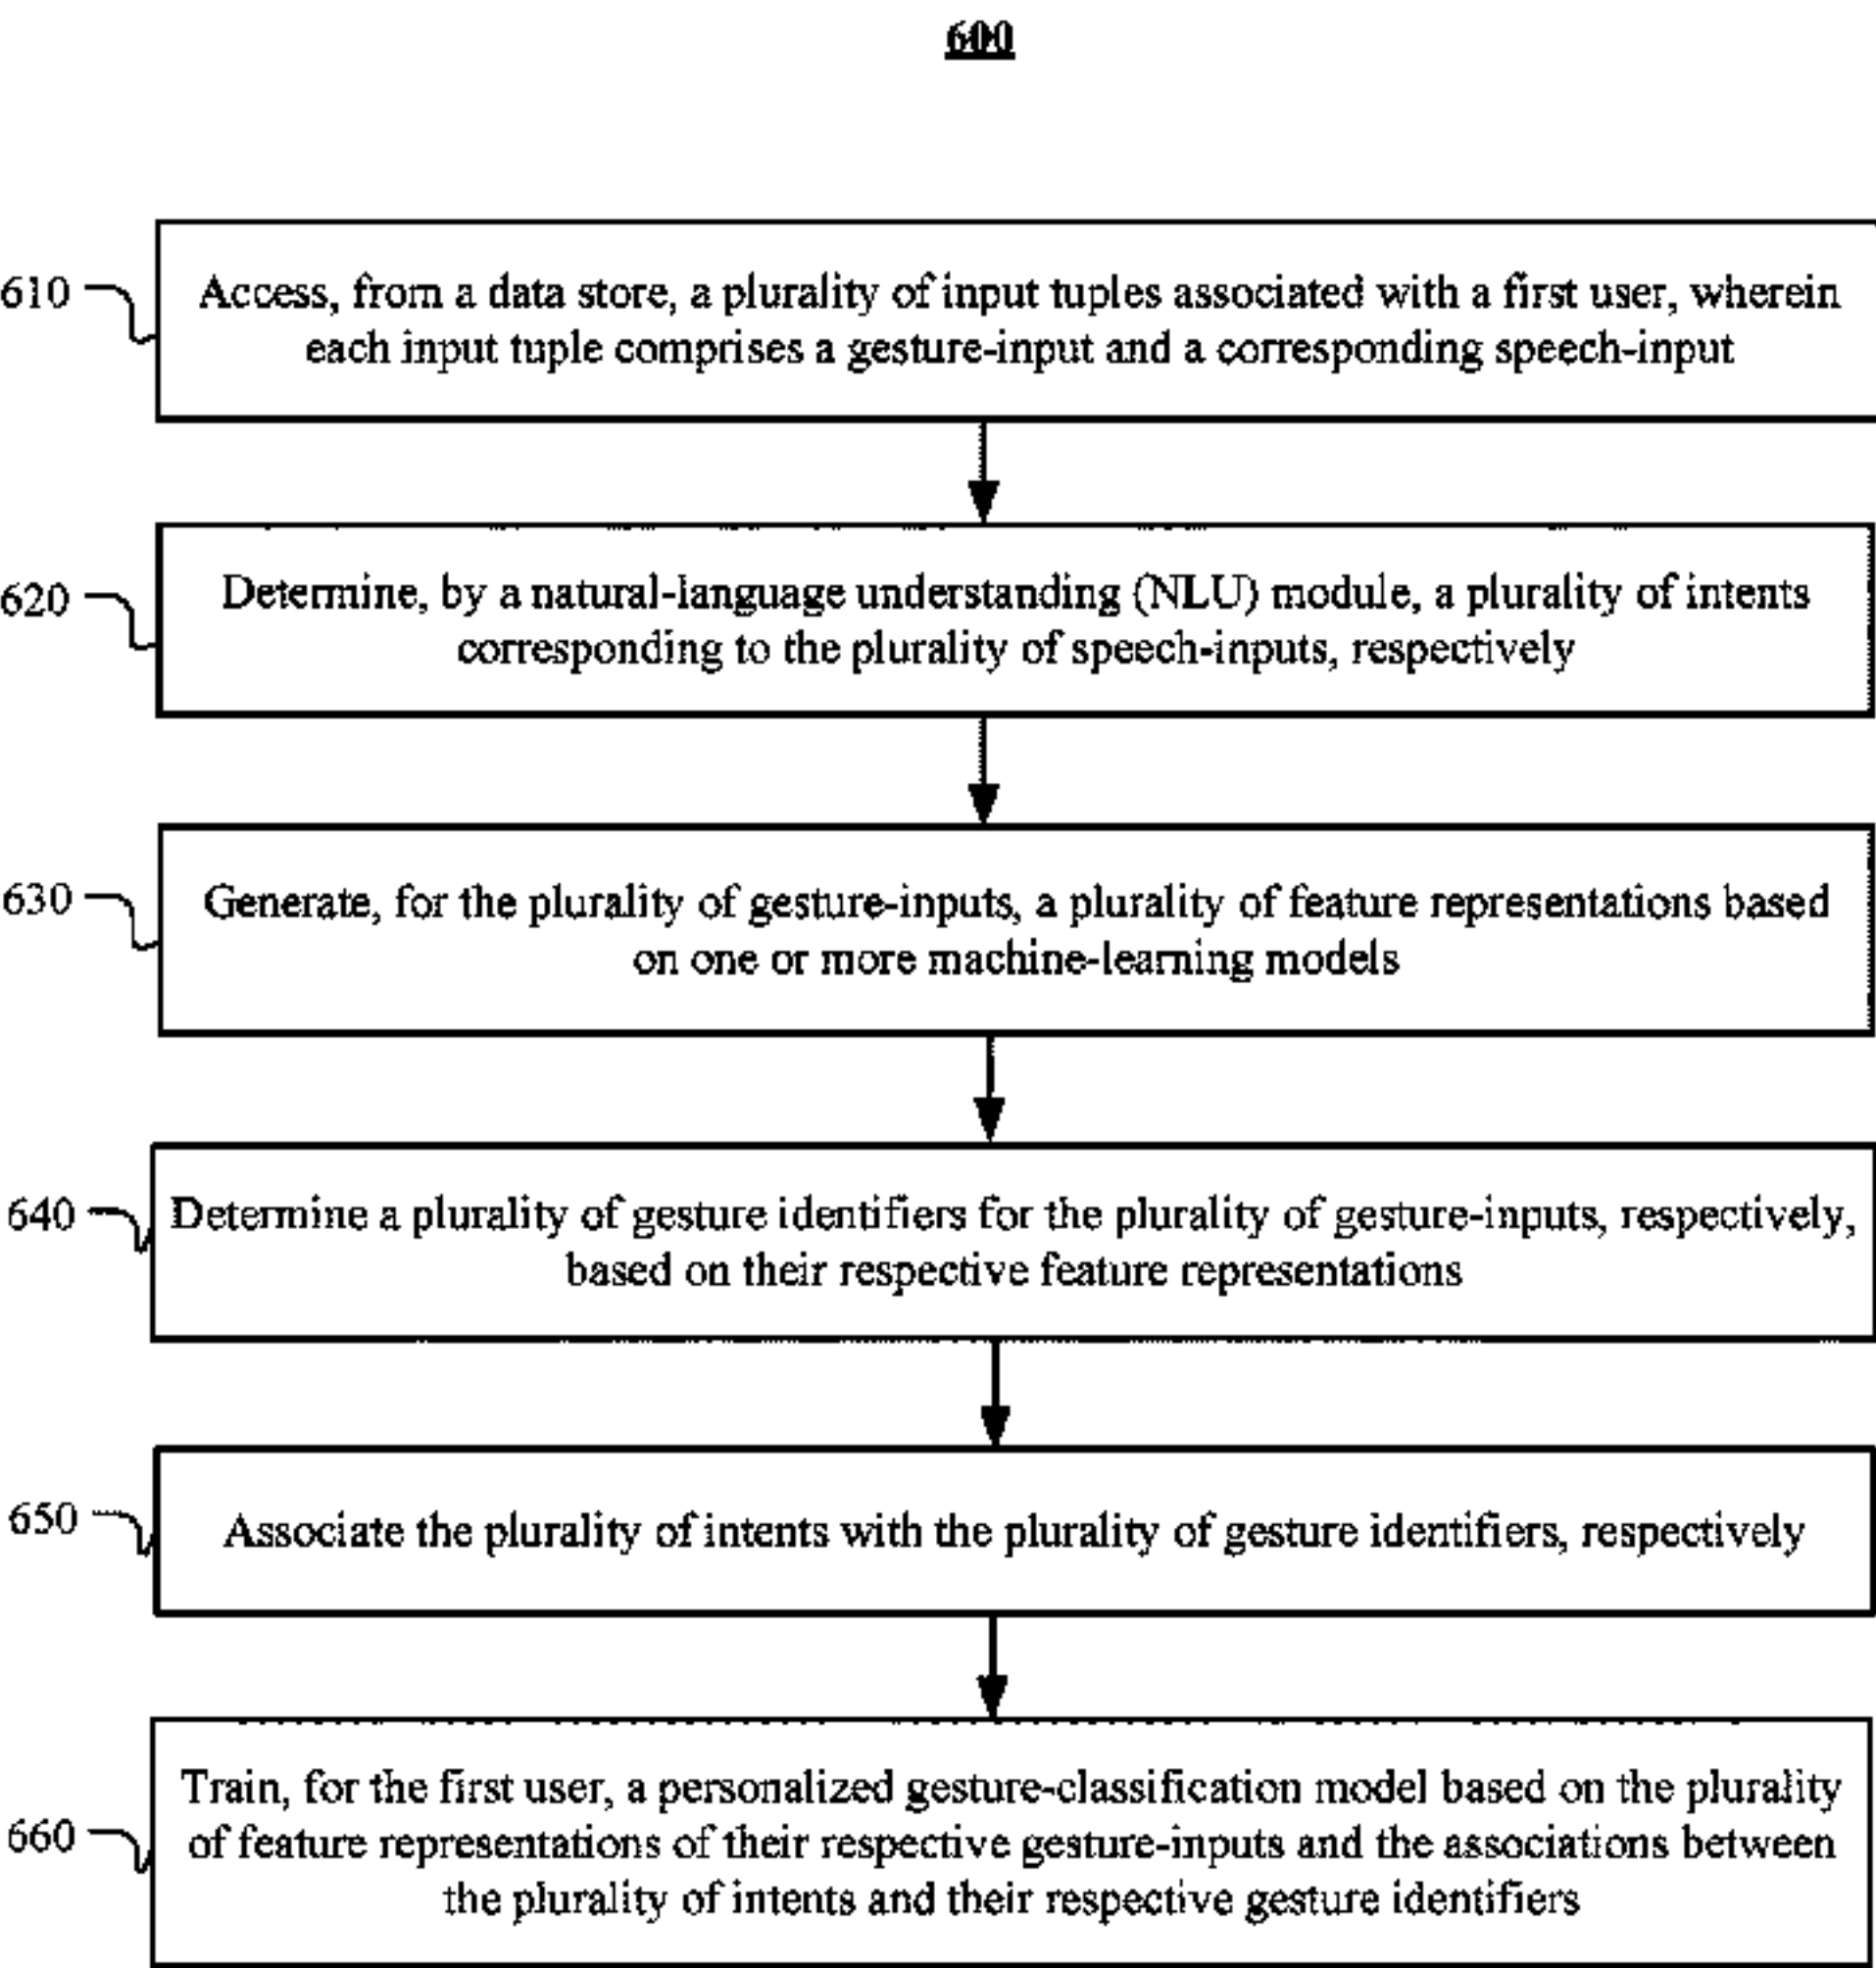 600
610
Access, from a data store, a plurality of input tuples associated with a first user, wherein
each input tuple comprises a gesture-input and a corresponding speech-input
620
Determine, by a natural-language understanding (NLU) module, a plurality of intents
corresponding to the plurality of speech-inputs, respectively
630
Generate, for the plurality of gesture-inputs, a plurality of feature representations based
on one or more machine-learning models
640
Determine a plurality of gesture identifiers for the plurality of gesture-inputs, respectively,
based on their respective feature representations
650
Associate the plurality of intents with the plurality of gesture identifiers, respectively
660
Train, for the first user, a personalized gesture-classification model based on the plurality
of feature representations of their respective gesture-inputs and the associations between
the plurality of intents and their respective gesture identifiers